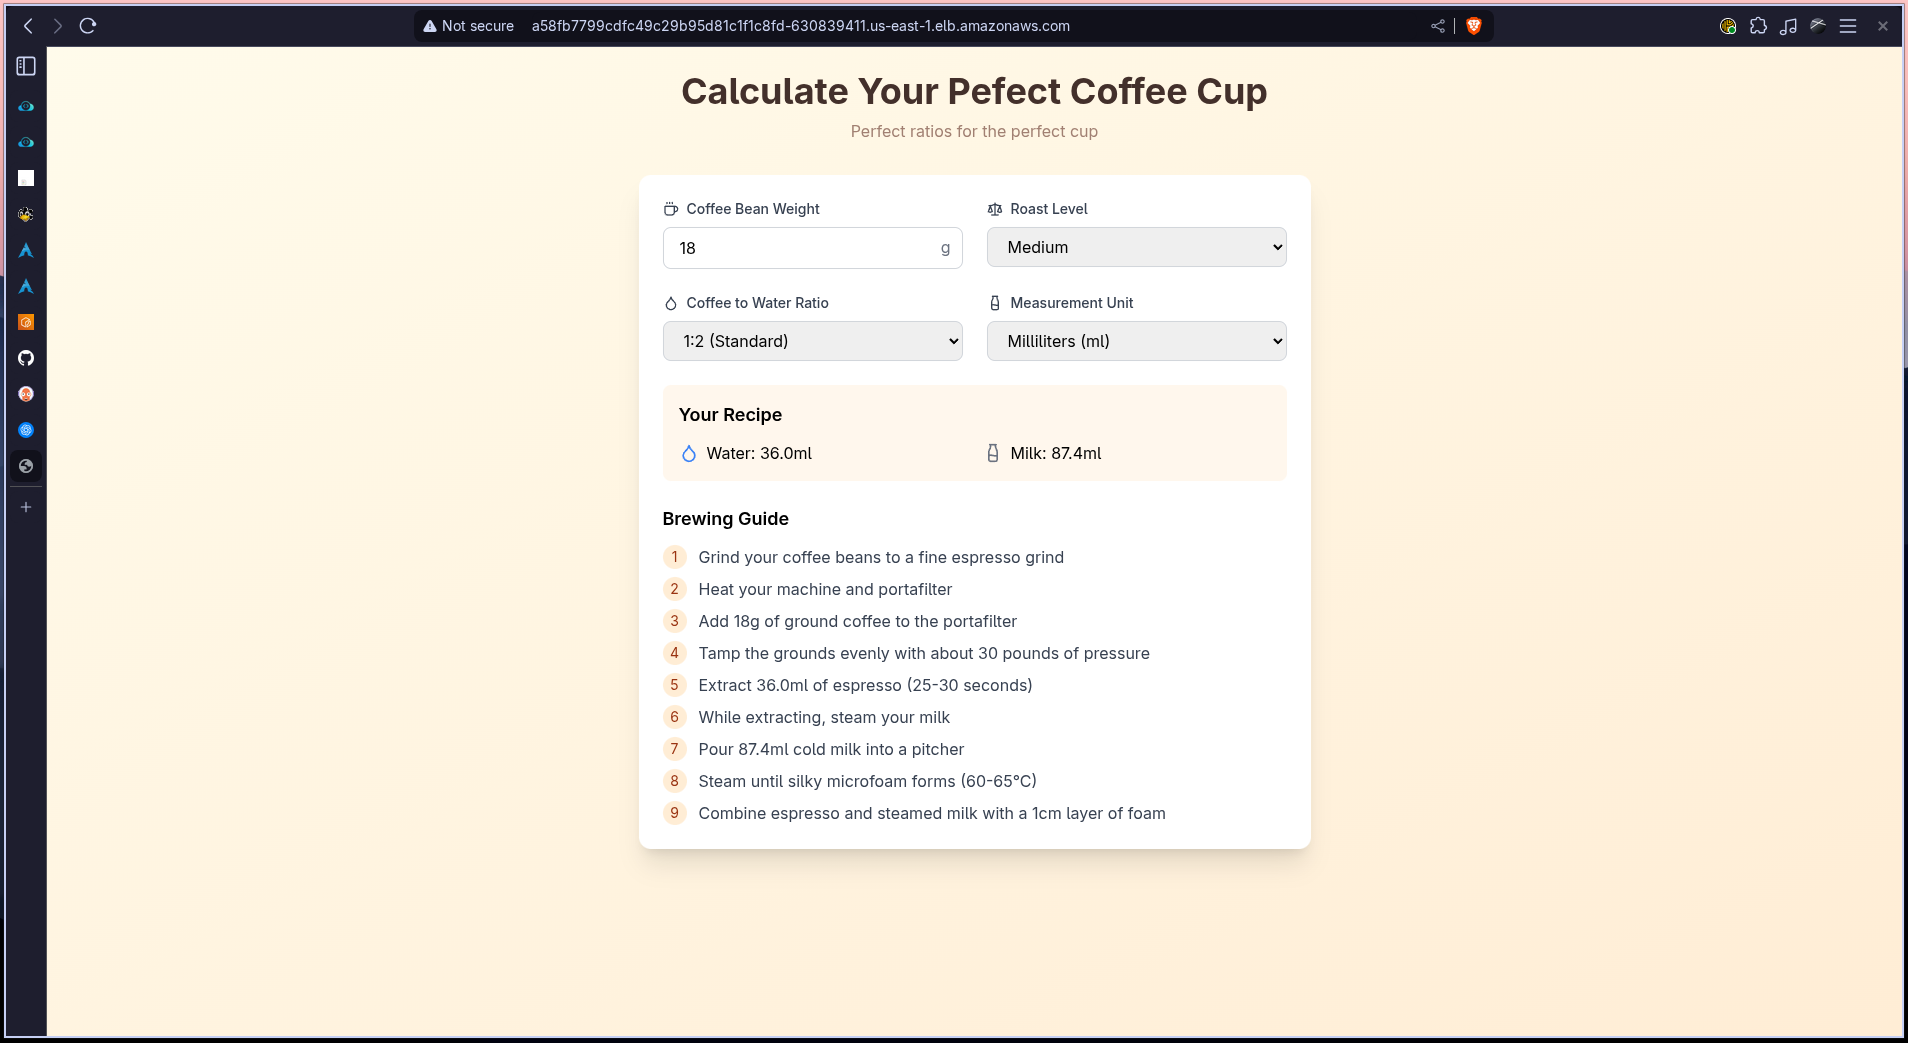 Not secure a58fb7799cdfc49c29b95d81c1f1c8fd-630839411.us-east-1.elb.amazonaws.com
Calculate Your Pefect Coffee Cup
Perfect ratios for the perfect cup
Coffee Bean Weight
18 g
Roast Level
Medium
Coffee to Water Ratio
1:2 (Standard)
Measurement Unit
Milliliters (ml)
Your Recipe
Water: 36.0ml
Milk: 87.4ml
Brewing Guide
1 Grind your coffee beans to a fine espresso grind
2 Heat your machine and portafilter
3 Add 18g of ground coffee to the portafilter
4 Tamp the grounds evenly with about 30 pounds of pressure
5 Extract 36.0ml of espresso (25-30 seconds)
6 While extracting, steam your milk
7 Pour 87.4ml cold milk into a pitcher
8 Steam until silky microfoam forms (60-65°C)
9 Combine espresso and steamed milk with a 1cm layer of foam